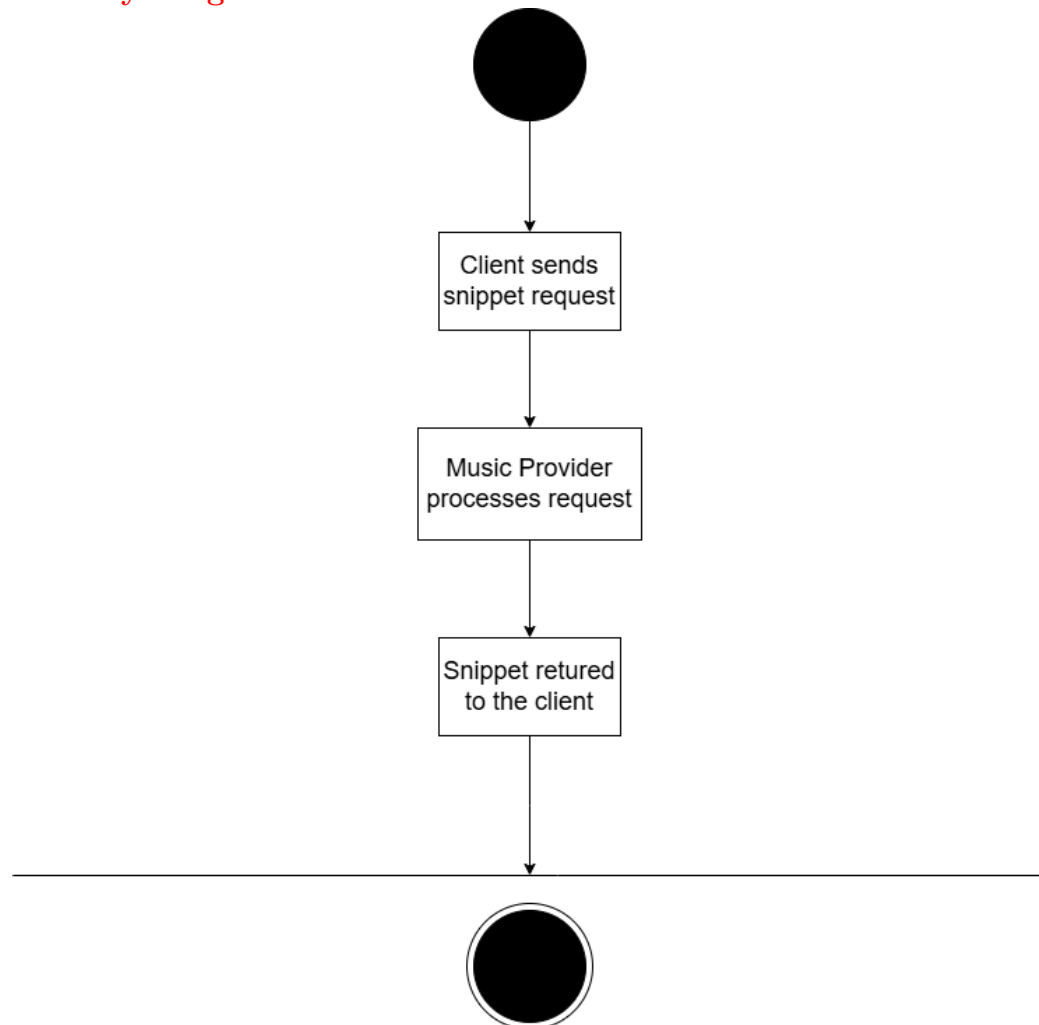 Client sends
snippet request
Music Provider
processes request
Snippet retured
to the client